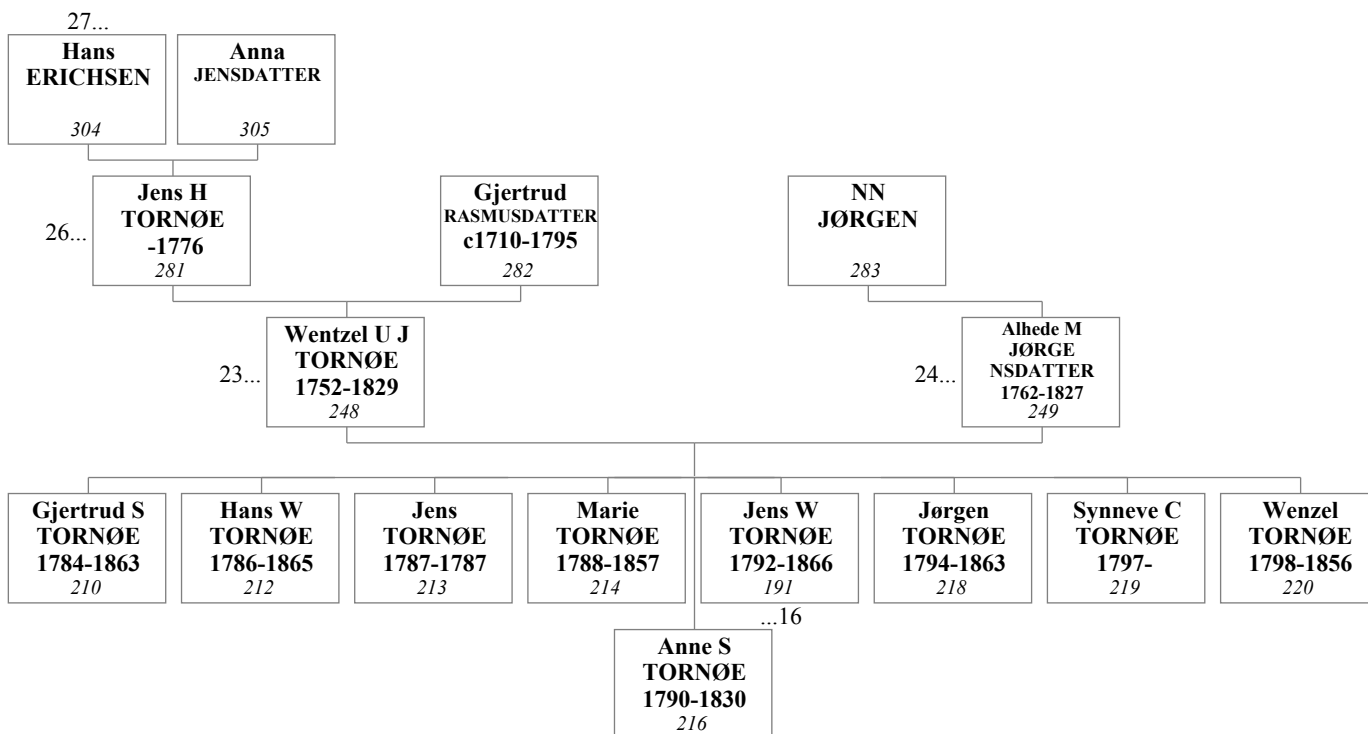 27...
Hans
ERICHSEN
304
Anna
JENSDATTER
305
26...
Jens H
TORNØE
-1776
281
Gjertrud
RASMUSDATTER
c1710-1795
282
NN
JØRGEN
283
23...
Wentzel U J
TORNØE
1752-1829
248
24...
Alhede M
JØRGE
NSDATTER
1762-1827
249
Gjertrud S
TORNØE
1784-1863
210
Hans W
TORNØE
1786-1865
212
Jens
TORNØE
1787-1787
213
Marie
TORNØE
1788-1857
214
Jens W
TORNØE
1792-1866
191
...16
Jørgen
TORNØE
1794-1863
218
Synneve C
TORNØE
1797-
219
Wenzel
TORNØE
1798-1856
220
Anne S
TORNØE
1790-1830
216